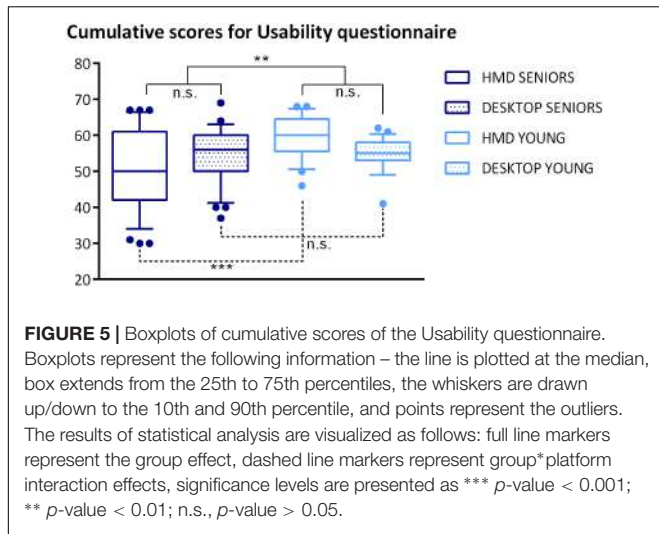 Cumulative scores for Usability questionnaire
80
70
60
50
40
30
20
**
n.s.
n.s.
n.s.
***
HMD SENIORS
DESKTOP SENIORS
HMD YOUNG
DESKTOP YOUNG
FIGURE 5 | Boxplots of cumulative scores of the Usability questionnaire.
Boxplots represent the following information – the line is plotted at the median,
box extends from the 25th to 75th percentiles, the whiskers are drawn
up/down to the 10th and 90th percentile, and points represent the outliers.
The results of statistical analysis are visualized as follows: full line markers
represent the group effect, dashed line markers represent group*platform
interaction effects, significance levels are presented as *** p-value < 0.001;
** p-value < 0.01; n.s., p-value > 0.05.